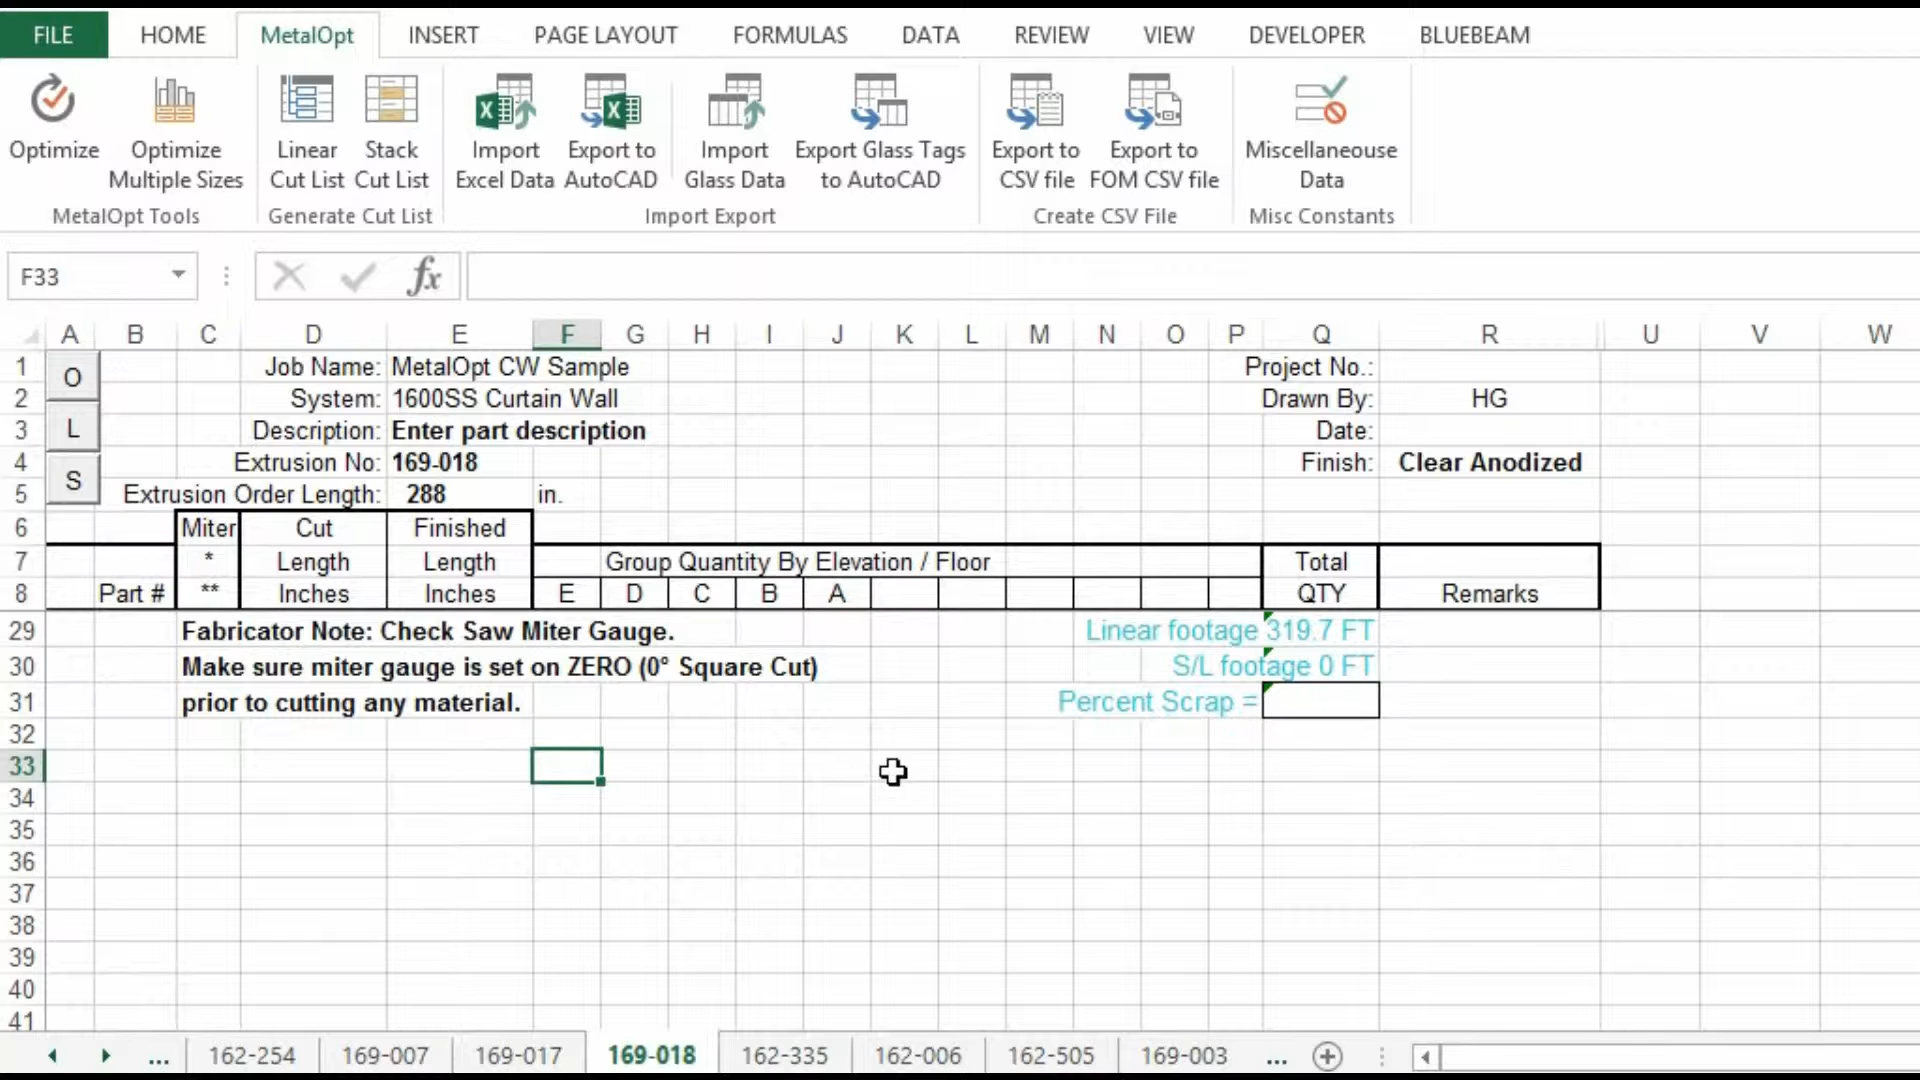 FILE HOME MetalOpt INSERT PAGE LAYOUT FORMULAS DATA REVIEW VIEW DEVELOPER BLUEBEAM
Optimize Optimize Multiple Sizes
MetalOpt Tools
Linear Cut List Stack Cut List
Generate Cut List
Import Excel Data Export to AutoCAD Import Glass Data Export Glass Tags to AutoCAD
Import Export
Export to CSV file Export to FOM CSV file
Create CSV File
Miscellaneouse Data
Misc Constants
F33 fx
A B C D E F G H I J K L M N O P Q R U V W
1 O Job Name: MetalOpt CW Sample Project No.:
2 System: 1600SS Curtain Wall Drawn By: HG
3 L Description: Enter part description Date:
4 Extrusion No: 169-018 Finish: Clear Anodized
5 S Extrusion Order Length: 288 in.
6 Miter Cut Finished
7 * Length Length Group Quantity By Elevation / Floor Total
8 Part # ** Inches Inches E D C B A QTY Remarks
29 Fabricator Note: Check Saw Miter Gauge. Linear footage 319.7 FT
30 Make sure miter gauge is set on ZERO (0° Square Cut) S/L footage 0 FT
31 prior to cutting any material. Percent Scrap =
32
33
34
35
36
37
38
39
40
41
... 162-254 169-007 169-017 169-018 162-335 162-006 162-505 169-003 ...